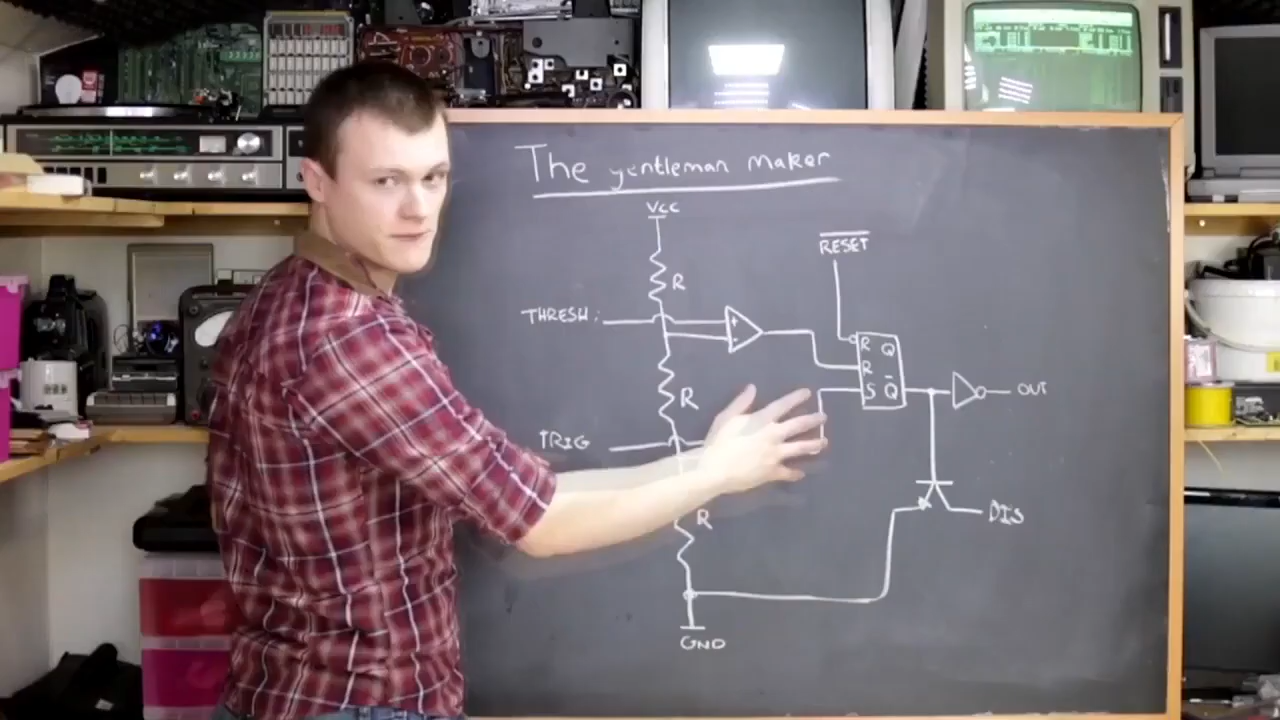 The gentleman maker
VCC
RESET
R
THRESH:
+
-
R Q
R
S Q
R
OUT
TRIG
R
DIS
GND